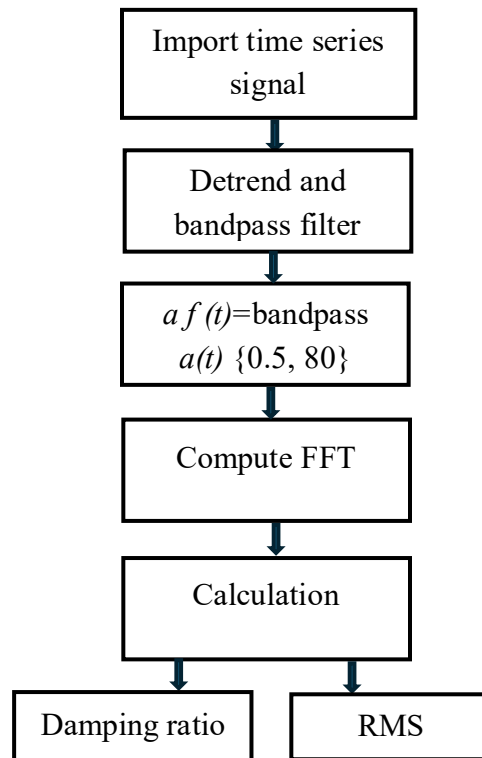 Import time series
signal
Detrend and
bandpass filter
a f (t)=bandpass
a(t) {0.5, 80}
Compute FFT
Calculation
Damping ratio
RMS